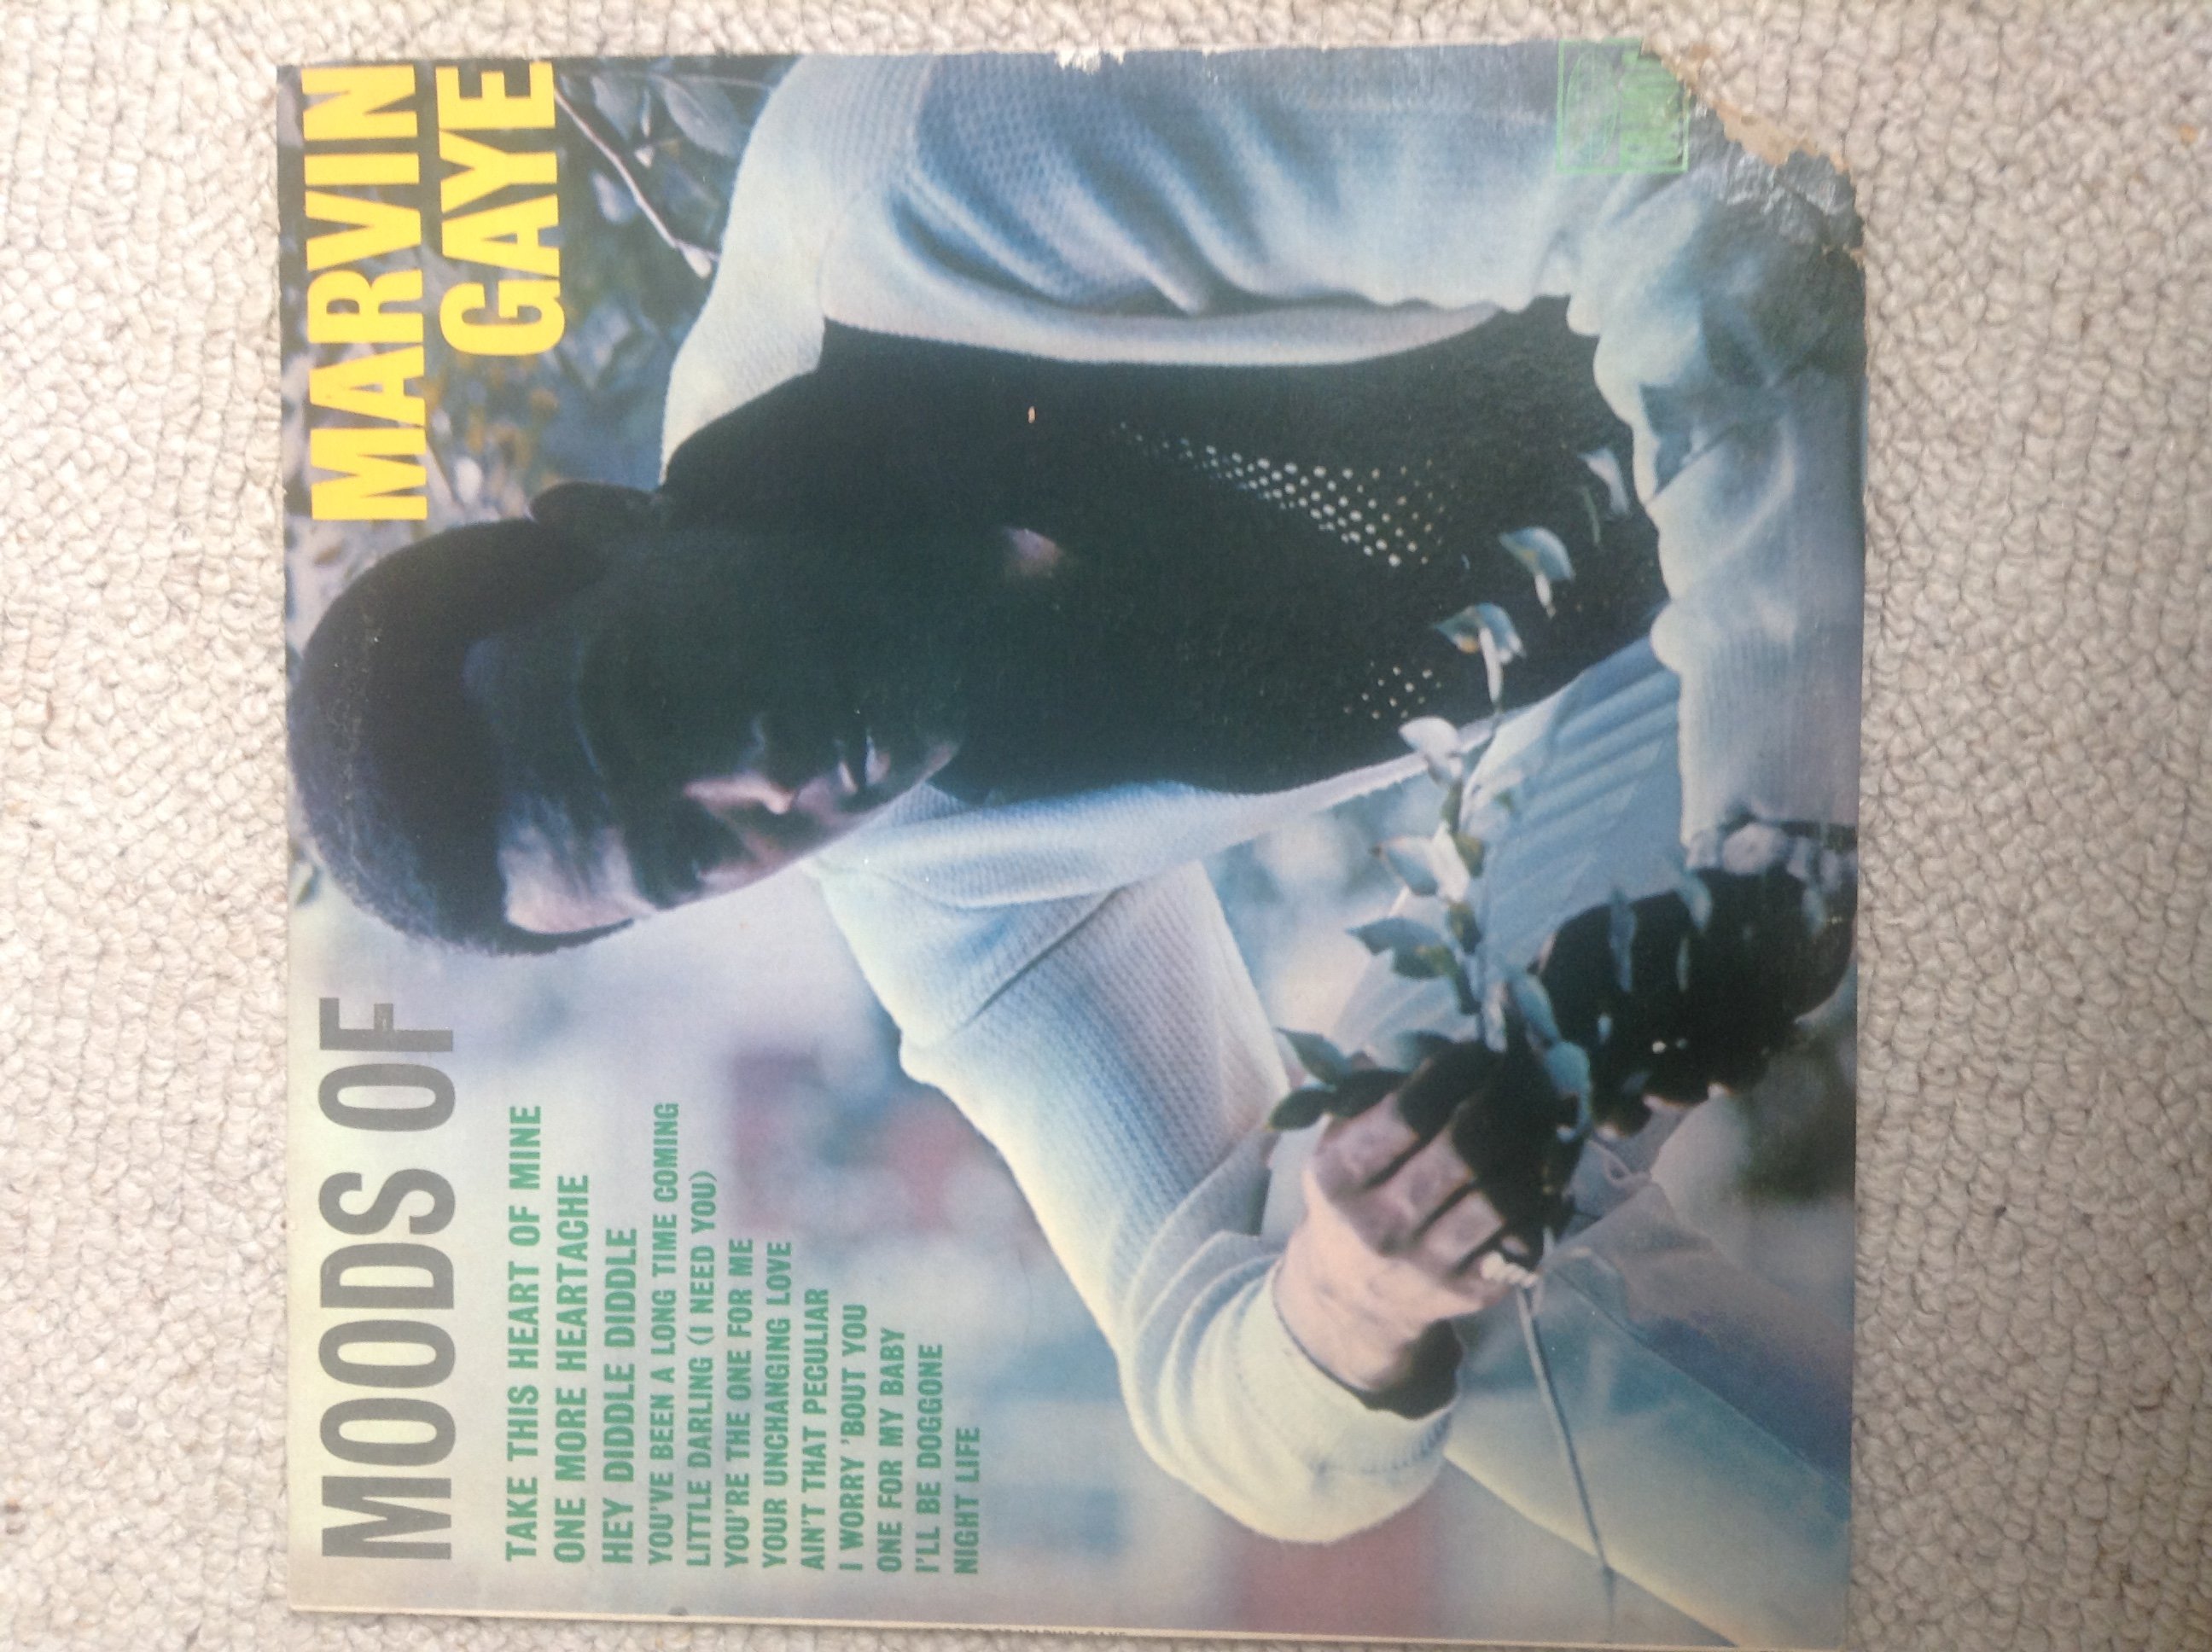 MOODS OF
MARVIN
GAYE
TAKE THIS HEART OF MINE
ONE MORE HEARTACHE
HEY DIDDLE DIDDLE
YOU'VE BEEN A LONG TIME COMING
LITTLE DARLING (I NEED YOU)
YOU'RE THE ONE FOR ME
YOUR UNCHANGING LOVE
AIN'T THAT PECULIAR
I WORRY 'BOUT YOU
ONE FOR MY BABY
I'LL BE DOGGONE
NIGHT LIFE